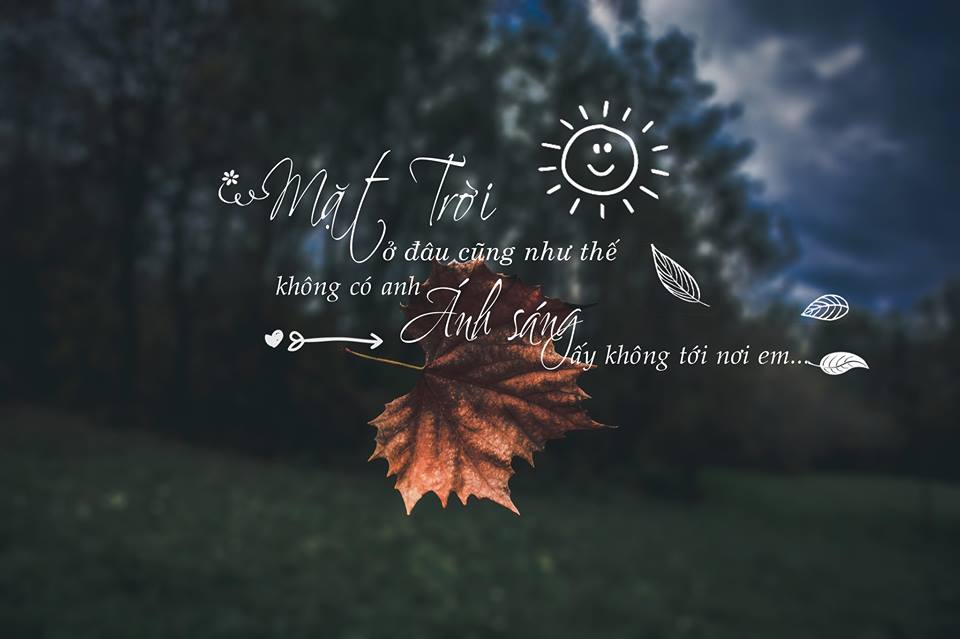 Mặt Trời
ở đâu cũng như thế
không có anh
Ánh sáng
ấy không tới nơi em...